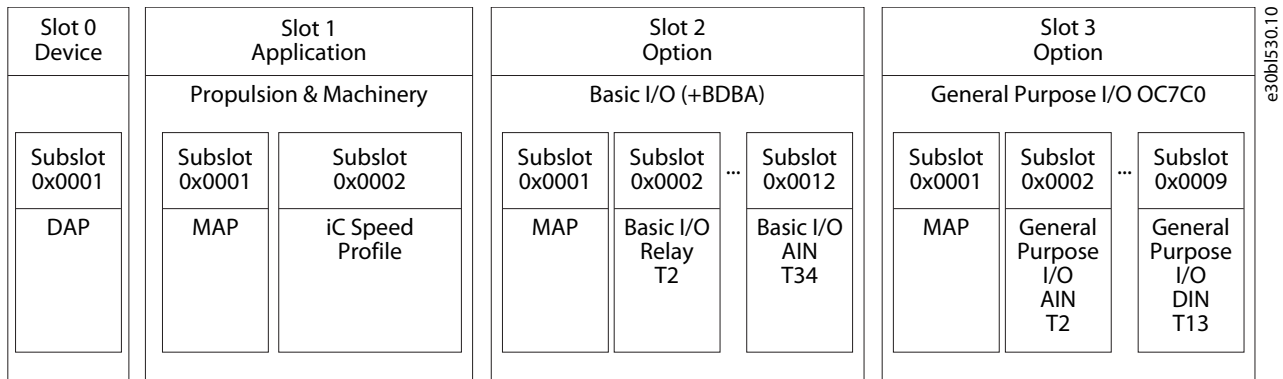 Slot 0
Device
Slot 1
Application
Slot 2
Option
Slot 3
Option
Propulsion & Machinery
Basic I/O (+BDBA)
General Purpose I/O OC7C0
Subslot
0x0001
DAP
Subslot
0x0001
MAP
Subslot
0x0002
iC Speed
Profile
Subslot
0x0001
MAP
Subslot
0x0002
Basic I/O
Relay
T2
...
Subslot
0x0012
Basic I/O
AIN
T34
Subslot
0x0001
MAP
Subslot
0x0002
General
Purpose
I/O
AIN
T2
...
Subslot
0x0009
General
Purpose
I/O
DIN
T13
e30bl530.10